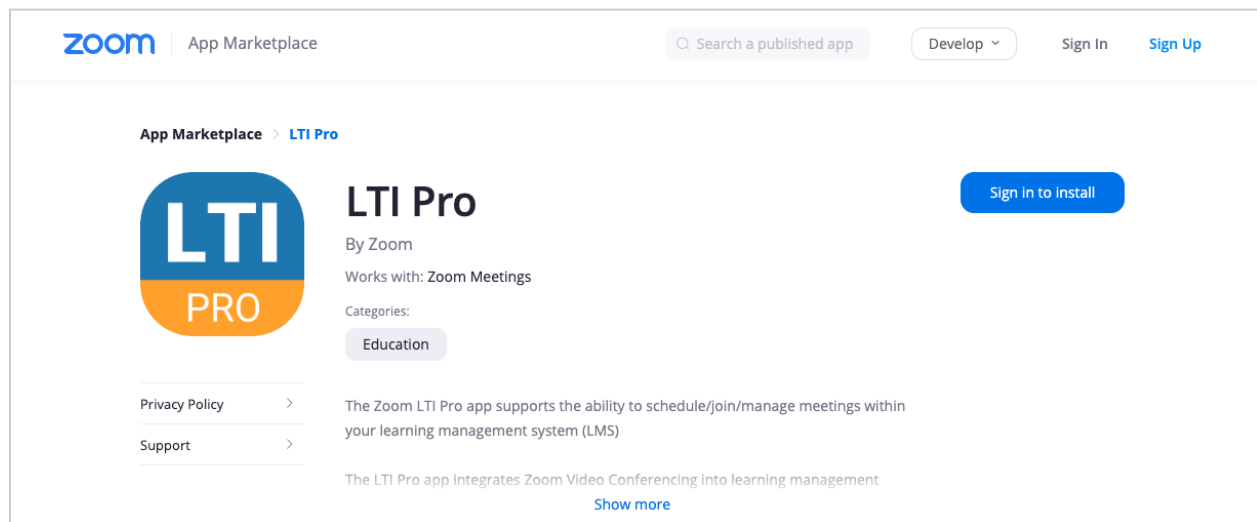 zoom App Marketplace Search a published app Develop Sign In Sign Up
App Marketplace > LTI Pro
LTI
PRO
LTI Pro
Sign in to install
By Zoom
Works with: Zoom Meetings
Categories:
Education
Privacy Policy
Support
The Zoom LTI Pro app supports the ability to schedule/join/manage meetings within
your learning management system (LMS)
The LTI Pro app integrates Zoom Video Conferencing into learning management
Show more